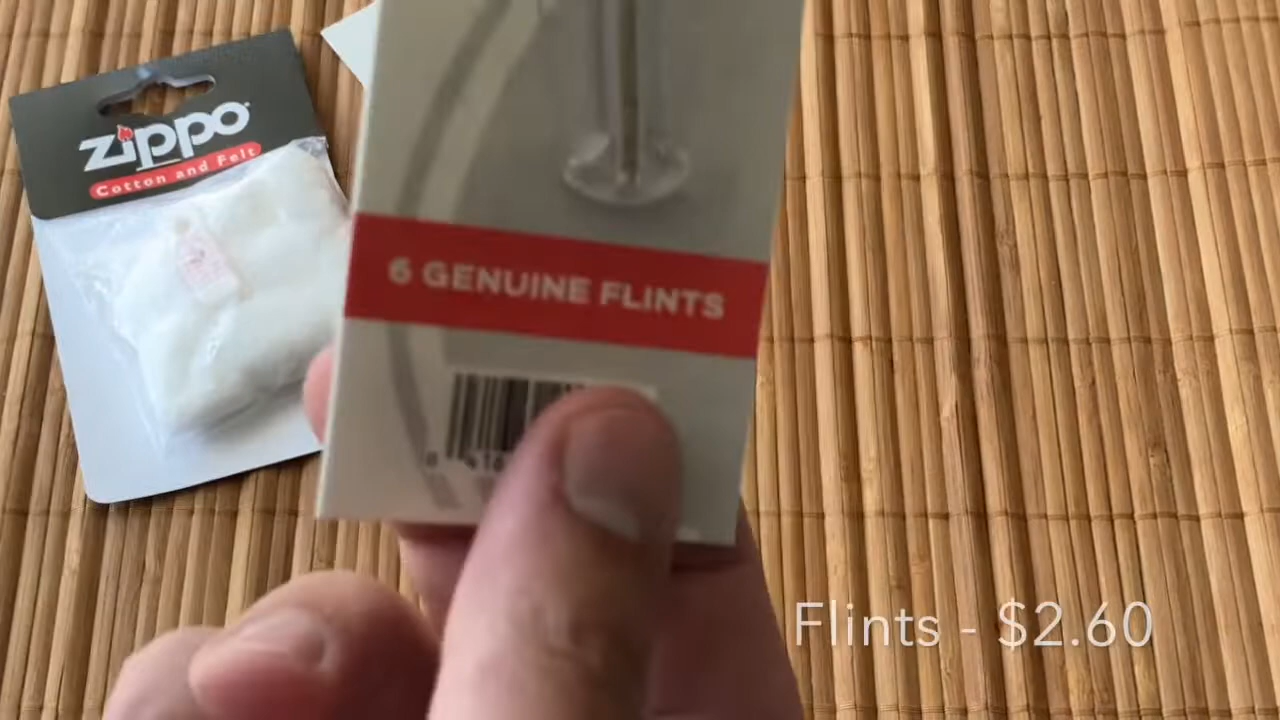 zippo
Cotton and Felt
6 GENUINE FLINTS
Flints - $2.60